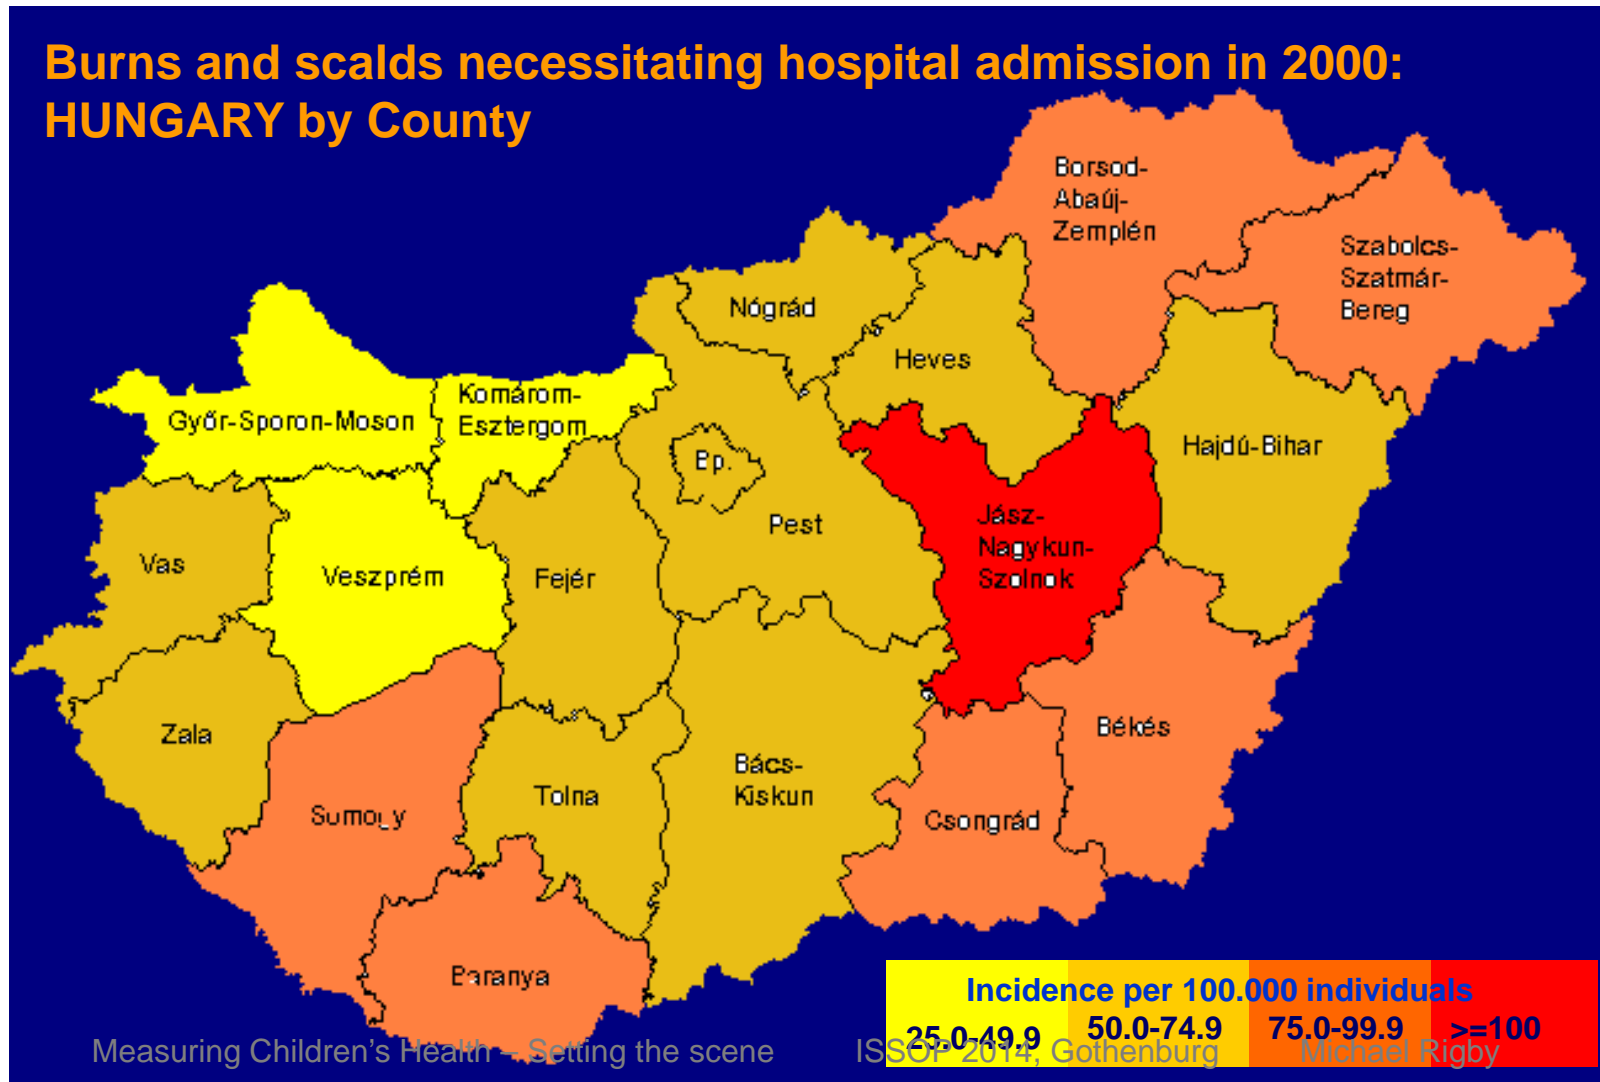 Burns and scalds necessitating hospital admission in 2000:
HUNGARY by County
Borsod-
Abaúj-
Zemplén
Szabolcs-
Szatmár-
Bereg
Nógrád
Heves
Komárom-
Esztergom
Győr-Sporon-Moson
Hajdú-Bihar
Bp.
Pest
Jász-
Nagykun-
Szolnok
Vas
Veszprém
Fejér
Zala
Békés
Bács-
Kiskun
Tolna
Somogy
Csongrád
Baranya
Incidence per 100.000 individuals
25.0-49.9 50.0-74.9 75.0-99.9 >=100
Measuring Children’s Health – Setting the scene ISSOP 2014, Gothenburg Michael Rigby